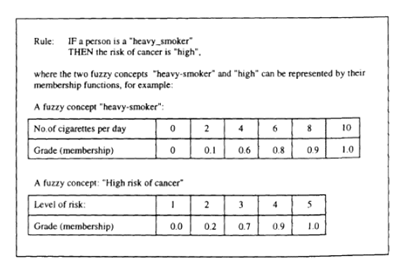 Rule: IF a person is a "heavy_smoker"
THEN the risk of cancer is "high",
where the two fuzzy concepts "heavy-smoker" and "high" can be represented by their
membership functions, for example:
A fuzzy concept "heavy-smoker":
No.of cigarettes per day 0 2 4 6 8 10
Grade (membership) 0 0.1 0.6 0.8 0.9 1.0
A fuzzy concept: "High risk of cancer"
Level of risk: 1 2 3 4 5
Grade (membership) 0.0 0.2 0.7 0.9 1.0